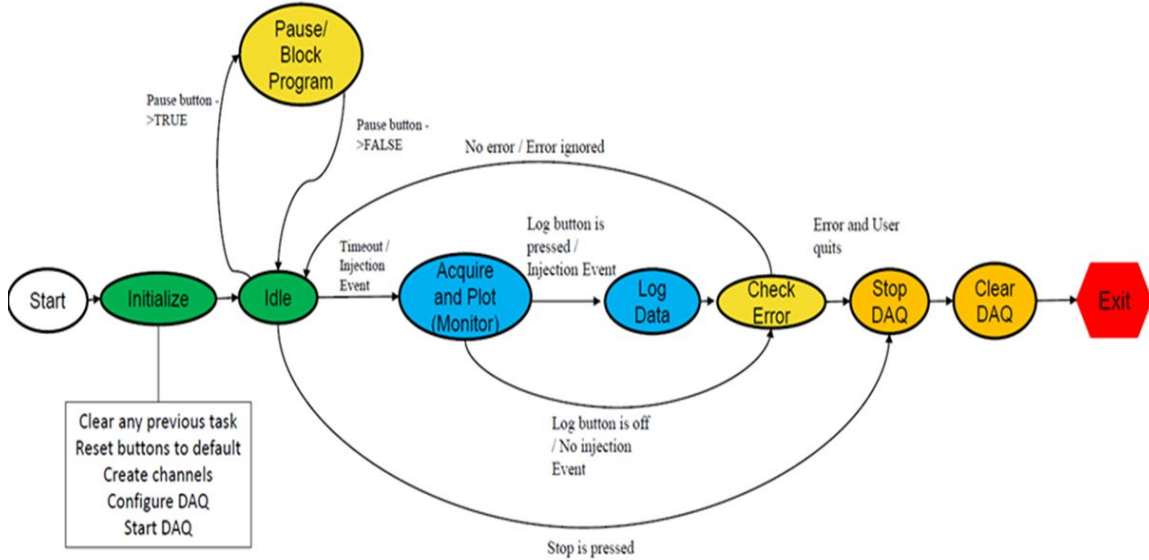 Pause/
Block
Program
Pause button -
>TRUE
Pause button -
>FALSE
No error / Error ignored
Log button is
pressed /
Injection Event
Error and User
quits
Timeout /
Injection
Event
Start
Initialize
Idle
Acquire
and Plot
(Monitor)
Log
Data
Check
Error
Stop
DAQ
Clear
DAQ
Exit
Clear any previous task
Reset buttons to default
Create channels
Configure DAQ
Start DAQ
Log button is off
/ No injection
Event
Stop is pressed